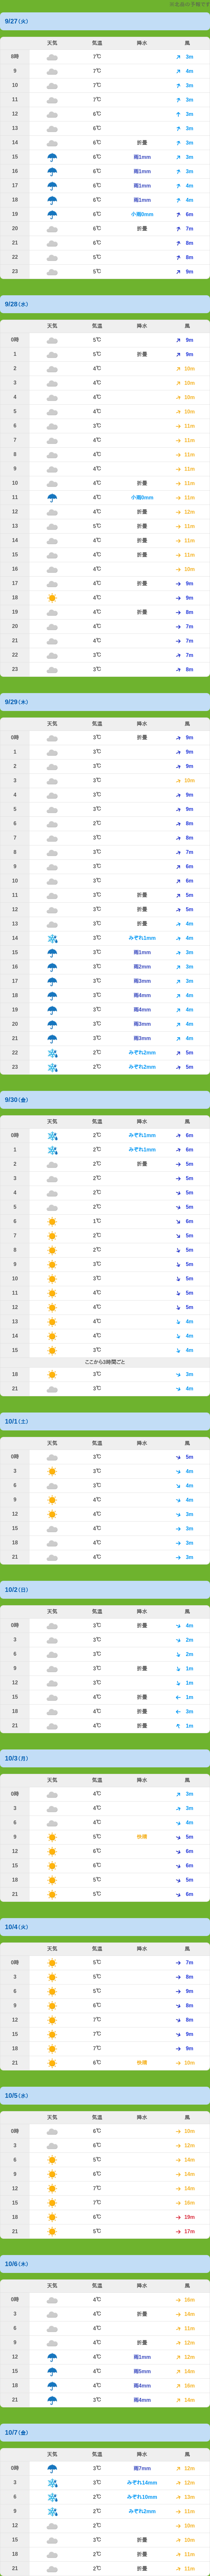 9/27(火)
天気 気温 降水 風
8時 7℃ 3m
9 7℃ 4m
10 7℃ 3m
11 7℃ 3m
12 6℃ 3m
13 6℃ 3m
14 6℃ 折畳 3m
15 6℃ 雨1mm 3m
16 6℃ 雨1mm 3m
17 6℃ 雨1mm 4m
18 6℃ 雨1mm 4m
19 6℃ 小雨0mm 6m
20 6℃ 折畳 7m
21 6℃ 8m
22 5℃ 8m
23 5℃ 9m
9/28(水)
天気 気温 降水 風
0時 5℃ 9m
1 5℃ 折畳 9m
2 4℃ 10m
3 4℃ 10m
4 4℃ 10m
5 4℃ 10m
6 3℃ 11m
7 4℃ 11m
8 4℃ 11m
9 4℃ 11m
10 4℃ 折畳 11m
11 4℃ 小雨0mm 11m
12 4℃ 折畳 12m
13 5℃ 折畳 11m
14 4℃ 折畳 11m
15 4℃ 折畳 11m
16 4℃ 10m
17 4℃ 折畳 9m
18 4℃ 9m
19 4℃ 折畳 8m
20 4℃ 7m
21 4℃ 7m
22 3℃ 7m
23 3℃ 8m
9/29(木)
天気 気温 降水 風
0時 3℃ 折畳 9m
1 3℃ 9m
2 3℃ 9m
3 3℃ 10m
4 3℃ 9m
5 3℃ 9m
6 2℃ 8m
7 3℃ 8m
8 3℃ 7m
9 3℃ 6m
10 3℃ 6m
11 3℃ 折畳 5m
12 3℃ 折畳 5m
13 3℃ 折畳 4m
14 3℃ みぞれ1mm 4m
15 3℃ 雨1mm 3m
16 3℃ 雨2mm 3m
17 3℃ 雨3mm 3m
18 3℃ 雨4mm 3m
19 3℃ 雨4mm 4m
20 3℃ 雨3mm 4m
21 3℃ 雨3mm 4m
22 2℃ みぞれ2mm 5m
23 2℃ みぞれ2mm 5m
9/30(金)
天気 気温 降水 風
0時 2℃ みぞれ1mm 6m
1 2℃ みぞれ1mm 6m
2 2℃ 折畳 5m
3 2℃ 5m
4 2℃ 5m
5 2℃ 5m
6 1℃ 6m
7 2℃ 5m
8 2℃ 5m
9 3℃ 5m
10 3℃ 5m
11 4℃ 5m
12 4℃ 5m
13 4℃ 4m
14 4℃ 4m
15 3℃ 4m
ここから3時間ごと
18 3℃ 3m
21 3℃ 4m
10/1(土)
天気 気温 降水 風
0時 3℃ 5m
3 3℃ 4m
6 3℃ 4m
9 4℃ 4m
12 4℃ 3m
15 4℃ 3m
18 4℃ 3m
21 4℃ 3m
10/2(日)
天気 気温 降水 風
0時 3℃ 折畳 4m
3 3℃ 2m
6 3℃ 2m
9 3℃ 折畳 1m
12 3℃ 1m
15 4℃ 折畳 1m
18 4℃ 折畳 3m
21 4℃ 折畳 1m
10/3(月)
天気 気温 降水 風
0時 4℃ 3m
3 4℃ 3m
6 4℃ 4m
9 5℃ 快晴 5m
12 6℃ 6m
15 6℃ 6m
18 5℃ 5m
21 5℃ 6m
10/4(火)
天気 気温 降水 風
0時 5℃ 7m
3 5℃ 8m
6 5℃ 9m
9 6℃ 8m
12 7℃ 8m
15 7℃ 9m
18 7℃ 9m
21 6℃ 快晴 10m
10/5(水)
天気 気温 降水 風
0時 6℃ 10m
3 6℃ 12m
6 5℃ 14m
9 6℃ 14m
12 7℃ 14m
15 7℃ 16m
18 6℃ 19m
21 5℃ 17m
10/6(木)
天気 気温 降水 風
0時 4℃ 16m
3 4℃ 折畳 14m
6 4℃ 11m
9 4℃ 折畳 12m
12 4℃ 雨1mm 12m
15 4℃ 雨5mm 14m
18 4℃ 雨4mm 16m
21 3℃ 雨4mm 14m
10/7(金)
天気 気温 降水 風
0時 3℃ 雨7mm 12m
3 3℃ みぞれ14mm 12m
6 2℃ みぞれ10mm 13m
9 2℃ みぞれ2mm 11m
12 2℃ 10m
15 3℃ 折畳 10m
18 2℃ 折畳 11m
21 2℃ 折畳 11m